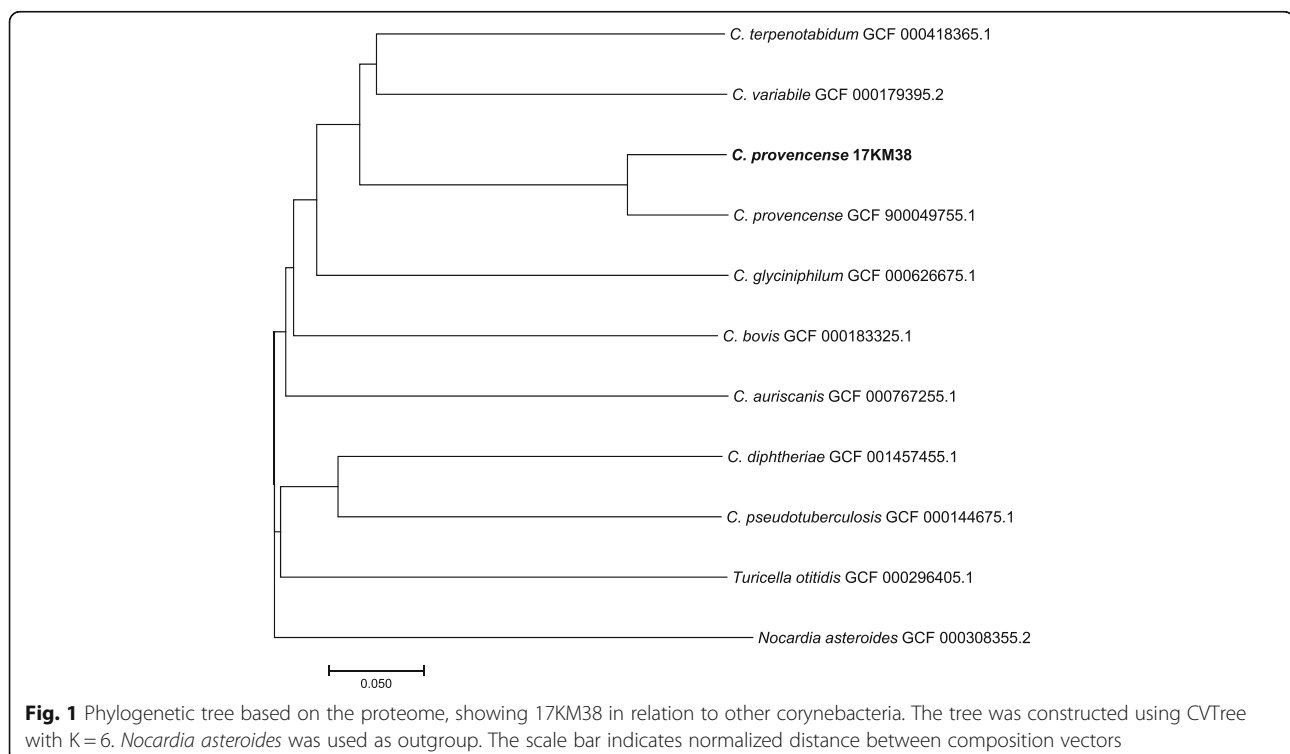 C. terpenotabidum GCF 000418365.1
C. variabile GCF 000179395.2
C. provencense 17KM38
C. provencense GCF 900049755.1
C. glyciniphilum GCF 000626675.1
C. bovis GCF 000183325.1
C. auriscanis GCF 000767255.1
C. diphtheriae GCF 001457455.1
C. pseudotuberculosis GCF 000144675.1
Turicella otitidis GCF 000296405.1
Nocardia asteroides GCF 000308355.2
0.050
Fig. 1 Phylogenetic tree based on the proteome, showing 17KM38 in relation to other corynebacteria. The tree was constructed using CVTree
with K = 6. Nocardia asteroides was used as outgroup. The scale bar indicates normalized distance between composition vectors